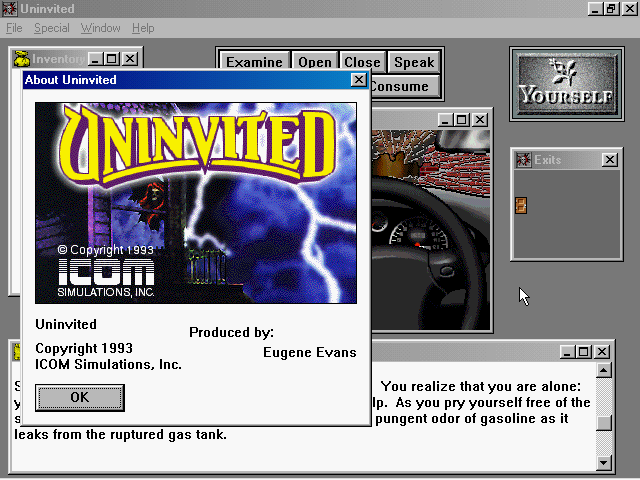 Uninvited
File Special Window Help
Inventory
Examine Open Close Speak
Consume
YOURSELF
About Uninvited
UNINVITED
© Copyright 1993
ICOM
SIMULATIONS, INC.
Uninvited
Produced by:
Copyright 1993
Eugene Evans
ICOM Simulations, Inc.
OK
Exits
You realize that you are alone:
lp. As you pry yourself free of the
pungent odor of gasoline as it
leaks from the ruptured gas tank.